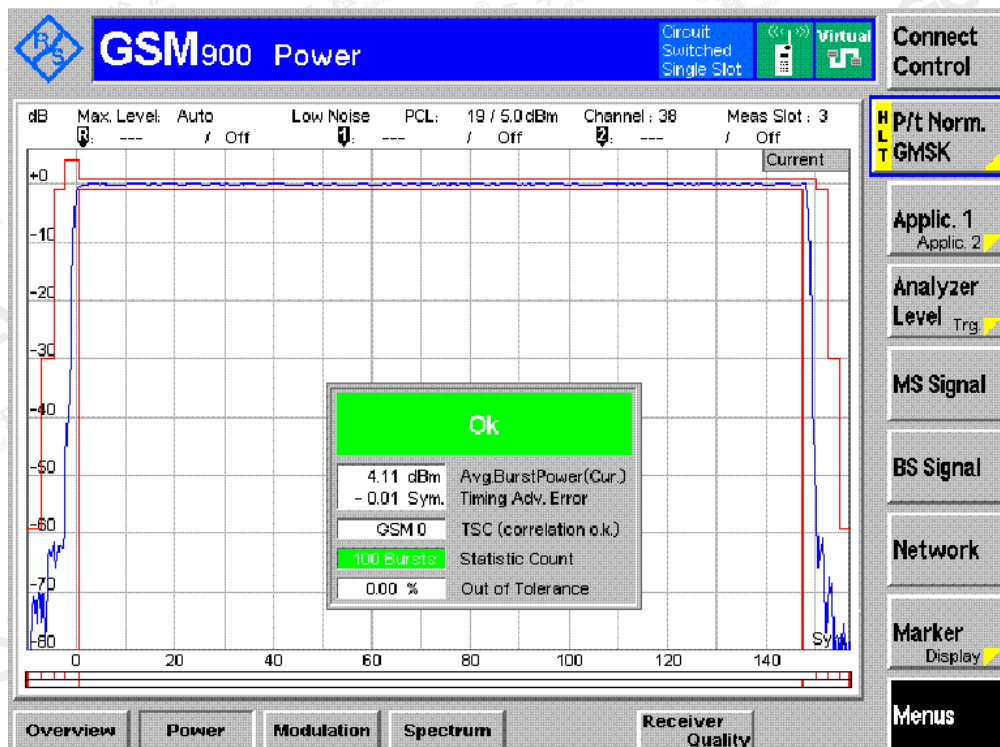 R/S
GSM900 Power
Circuit Switched Single Slot
Virtual
Connect Control
dB Max. Level: Auto Low Noise PCL: 19 / 5.0 dBm Channel : 38 Meas Slot : 3
R: --- / Off 1: --- / Off 2: --- / Off
Current
HLT P/t Norm. GMSK
Applic. 1
Applic. 2
Analyzer Level Trg.
MS Signal
BS Signal
Network
Marker
Display
Menus
+0
-10
-20
-30
-40
-50
-60
-70
-80
Ok
4.11 dBm Avg.BurstPower(Cur.)
- 0.01 Sym. Timing Adv. Error
GSM 0 TSC (correlation o.k.)
100 Bursts Statistic Count
0.00 % Out of Tolerance
0 20 40 60 80 100 120 140
Overview Power Modulation Spectrum Receiver Quality